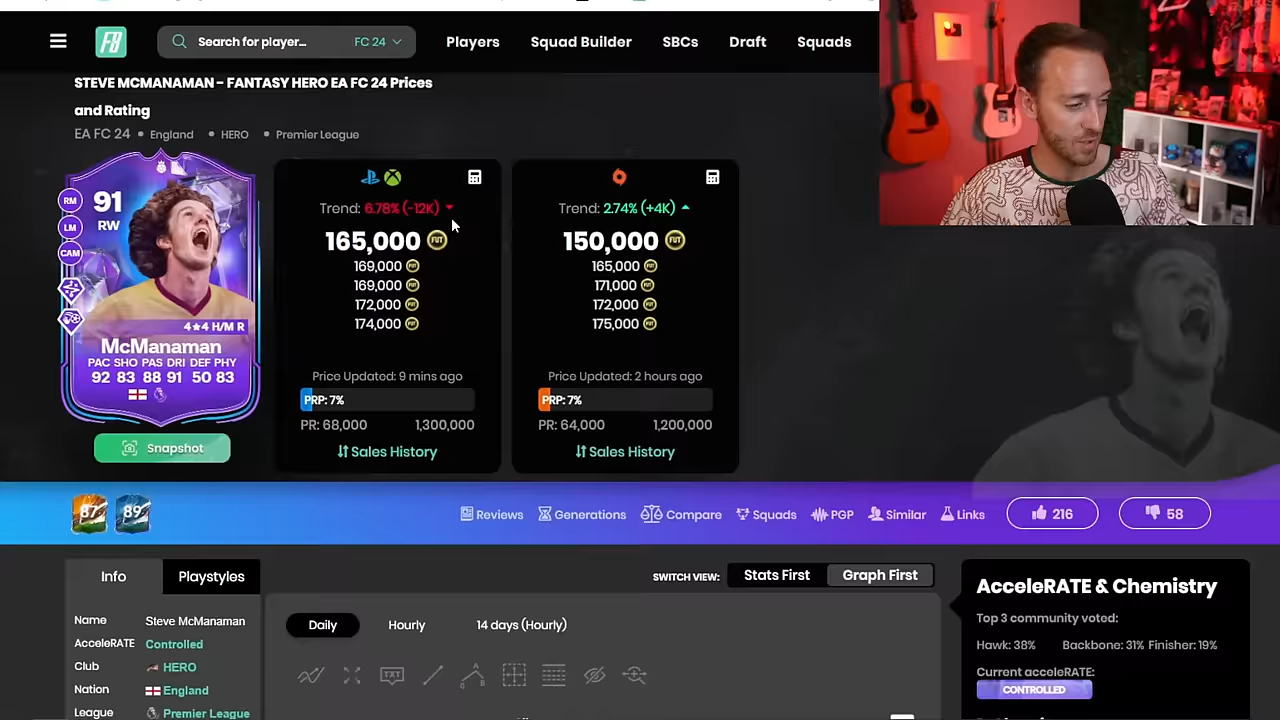 FB
Search for player...
FC 24
Players
Squad Builder
SBCs
Draft
Squads
STEVE MCMANAMAN - FANTASY HERO EA FC 24 Prices
and Rating
EA FC 24 • England • HERO • Premier League
91
RW
RM
LM
CAM
4★4 H/M R
McManaman
PAC SHO PAS DRI DEF PHY
92 83 88 91 50 83
Snapshot
Trend: 6.78% (-12K)
165,000 FUT
169,000
169,000
172,000
174,000
Price Updated: 9 mins ago
PRP: 7%
PR: 68,000 1,300,000
Sales History
Trend: 2.74% (+4K)
150,000 FUT
165,000
171,000
172,000
175,000
Price Updated: 2 hours ago
PRP: 7%
PR: 64,000 1,200,000
Sales History
87
89
Reviews
Generations
Compare
Squads
PGP
Similar
Links
216
58
Info
Playstyles
Name Steve McManaman
AcceleRATE Controlled
Club HERO
Nation England
League Premier League
SWITCH VIEW:
Stats First
Graph First
Daily
Hourly
14 days (Hourly)
TXT
AcceleRATE & Chemistry
Top 3 community voted:
Hawk: 38% Backbone: 31% Finisher: 19%
Current acceleRATE:
CONTROLLED